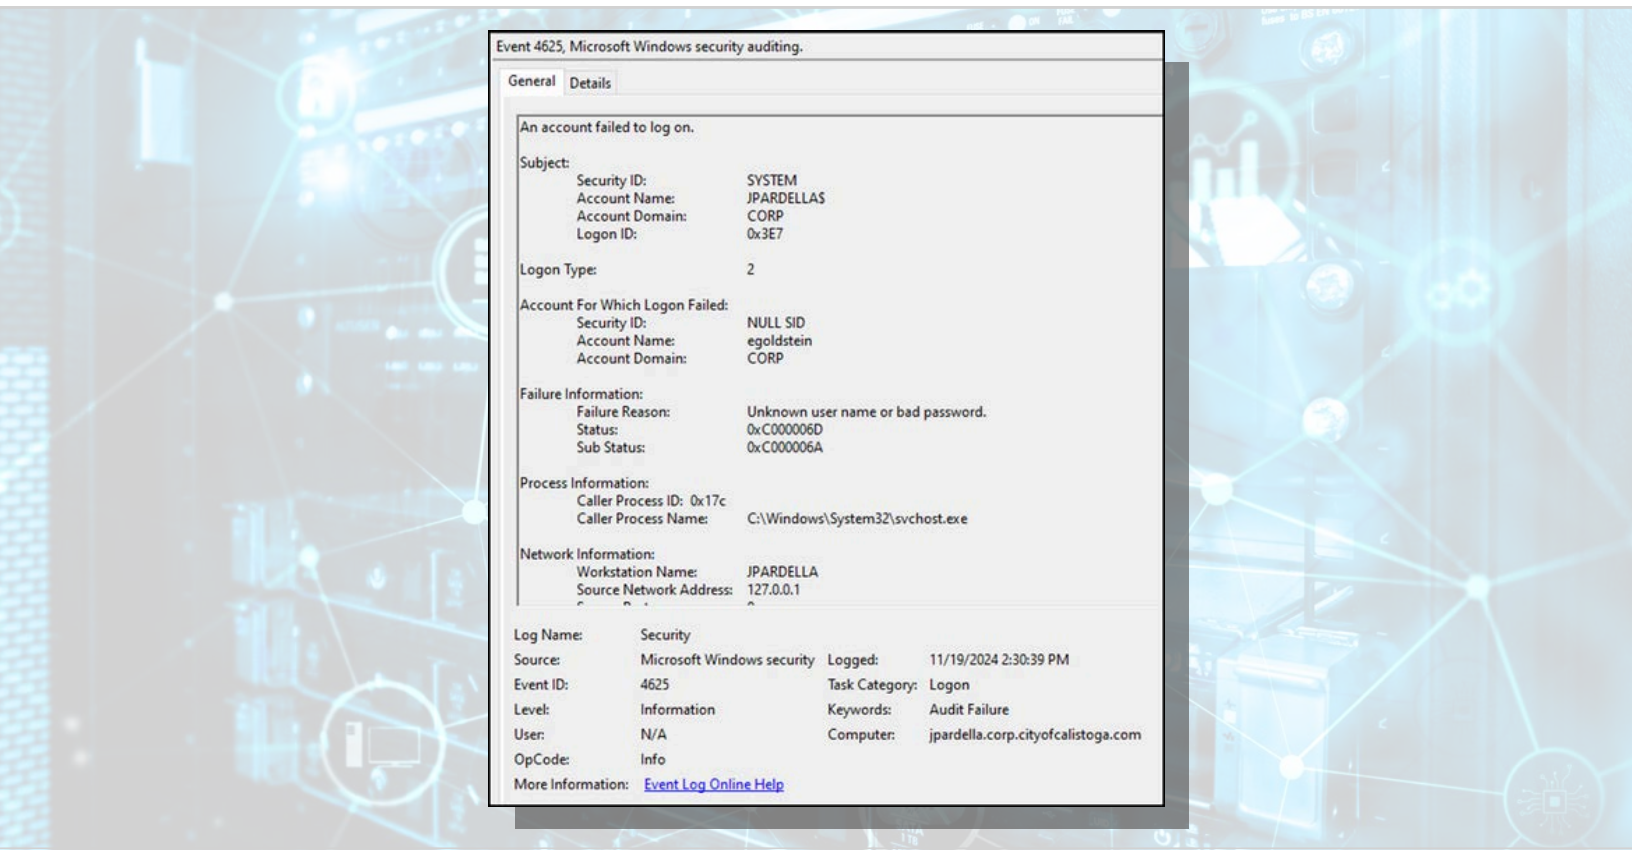 Event 4625, Microsoft Windows security auditing.
General Details
An account failed to log on.
Subject:
Security ID: SYSTEM
Account Name: JPARDELLA$
Account Domain: CORP
Logon ID: 0x3E7
Logon Type: 2
Account For Which Logon Failed:
Security ID: NULL SID
Account Name: egoldstein
Account Domain: CORP
Failure Information:
Failure Reason: Unknown user name or bad password.
Status: 0xC000006D
Sub Status: 0xC000006A
Process Information:
Caller Process ID: 0x17c
Caller Process Name: C:\Windows\System32\svchost.exe
Network Information:
Workstation Name: JPARDELLA
Source Network Address: 127.0.0.1
Log Name: Security
Source: Microsoft Windows security Logged: 11/19/2024 2:30:39 PM
Event ID: 4625 Task Category: Logon
Level: Information Keywords: Audit Failure
User: N/A Computer: jpardella.corp.cityofcalistoga.com
OpCode: Info
More Information: Event Log Online Help